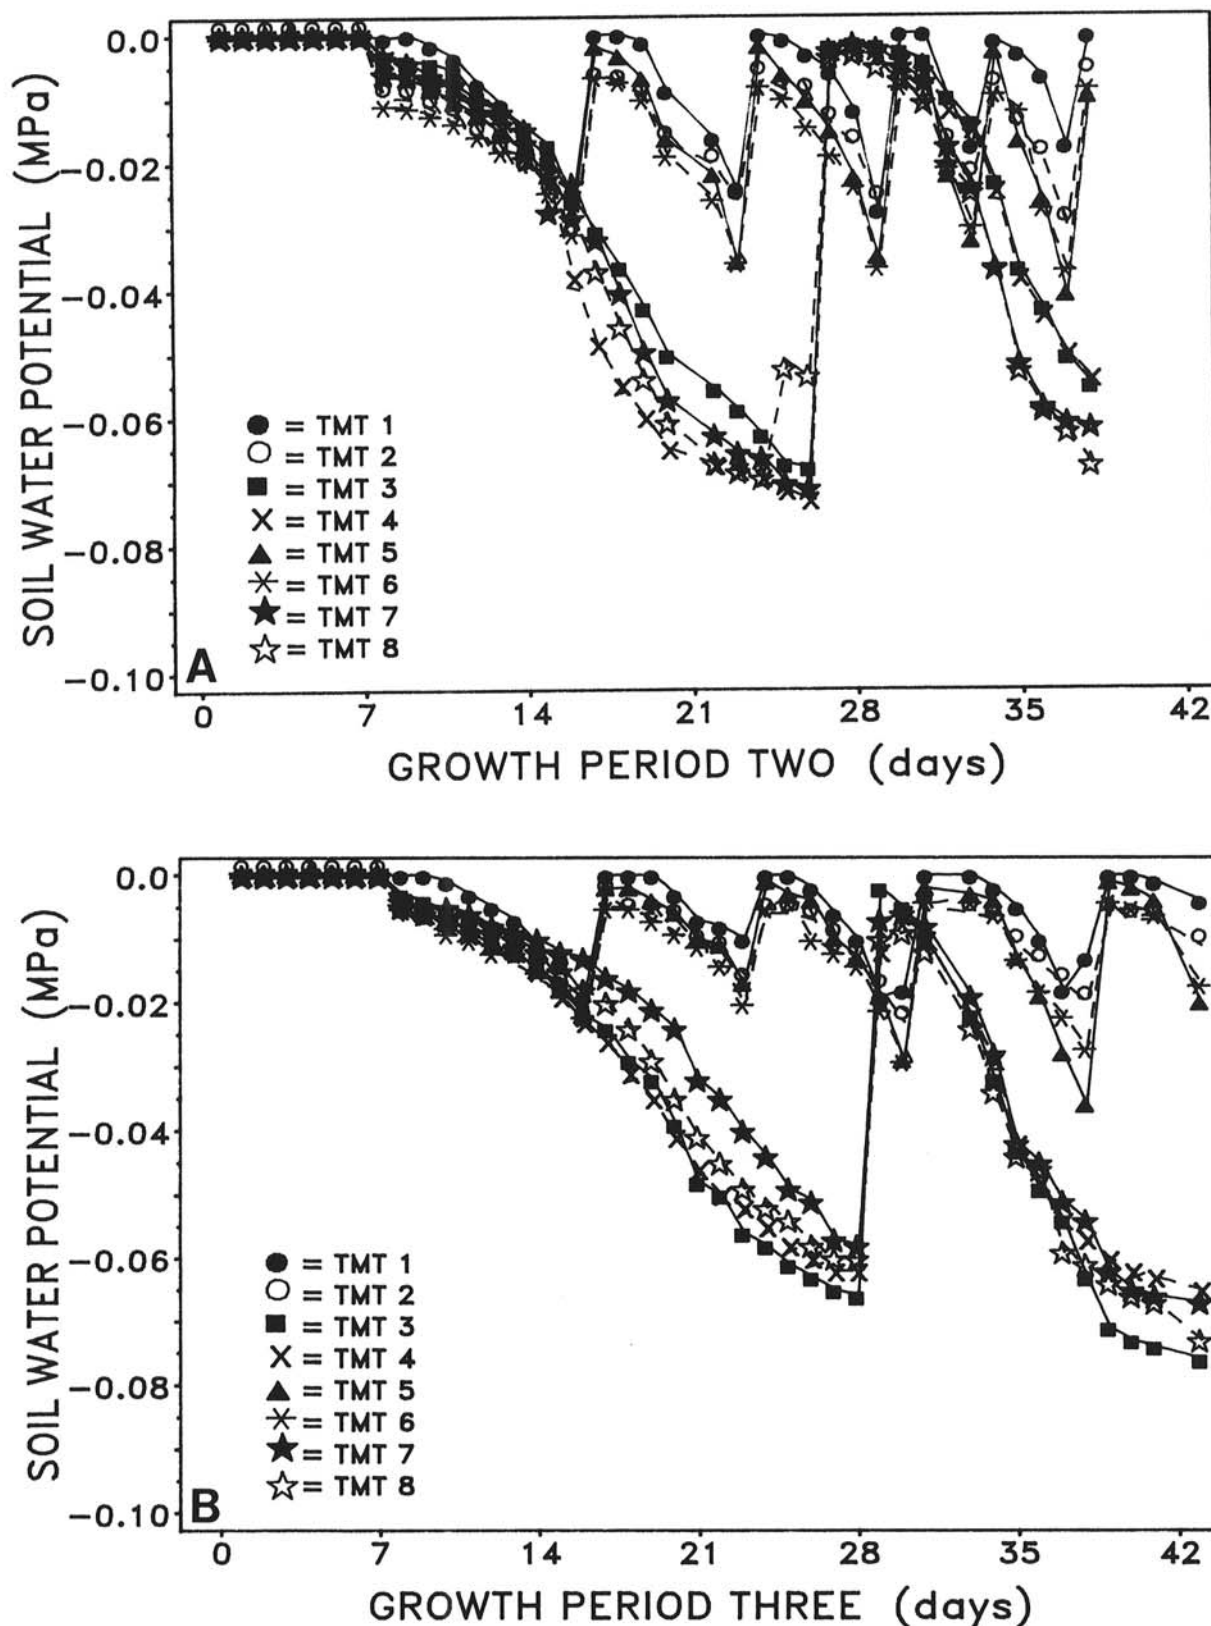 0.0
−0.02
−0.04
−0.06
−0.08
−0.10
SOIL WATER POTENTIAL (MPa)
● = TMT 1
○ = TMT 2
■ = TMT 3
× = TMT 4
▲ = TMT 5
✳ = TMT 6
★ = TMT 7
☆ = TMT 8
A
0 7 14 21 28 35 42
GROWTH PERIOD TWO (days)
0.0
−0.02
−0.04
−0.06
−0.08
−0.10
SOIL WATER POTENTIAL (MPa)
● = TMT 1
○ = TMT 2
■ = TMT 3
× = TMT 4
▲ = TMT 5
✳ = TMT 6
★ = TMT 7
☆ = TMT 8
B
0 7 14 21 28 35 42
GROWTH PERIOD THREE (days)